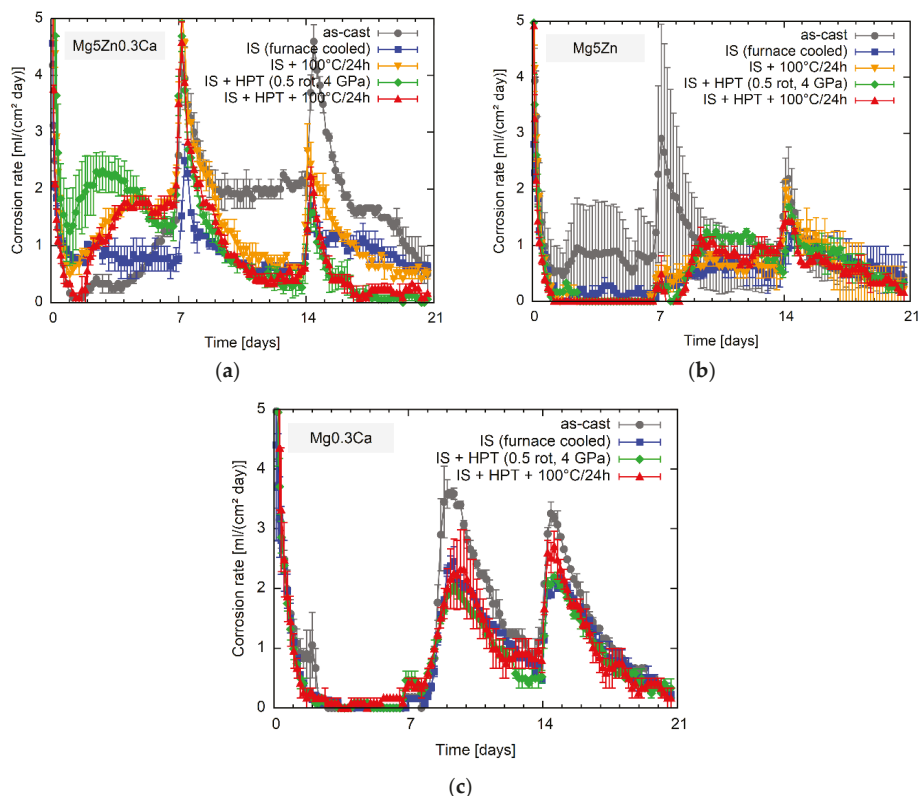 (a)
Mg5Zn0.3Ca
as-cast
IS (furnace cooled)
IS + 100°C/24h
IS + HPT (0.5 rot, 4 GPa)
IS + HPT + 100°C/24h
Corrosion rate [ml/(cm² day)]
5
4
3
2
1
0
0 7 14 21
Time [days]
(a)
Mg5Zn
as-cast
IS (furnace cooled)
IS + 100°C/24h
IS + HPT (0.5 rot, 4 GPa)
IS + HPT + 100°C/24h
Corrosion rate [ml/(cm² day)]
5
4
3
2
1
0
0 7 14 21
Time [days]
(b)
Mg0.3Ca
as-cast
IS (furnace cooled)
IS + HPT (0.5 rot, 4 GPa)
IS + HPT + 100°C/24h
Corrosion rate [ml/(cm² day)]
5
4
3
2
1
0
0 7 14 21
Time [days]
(c)